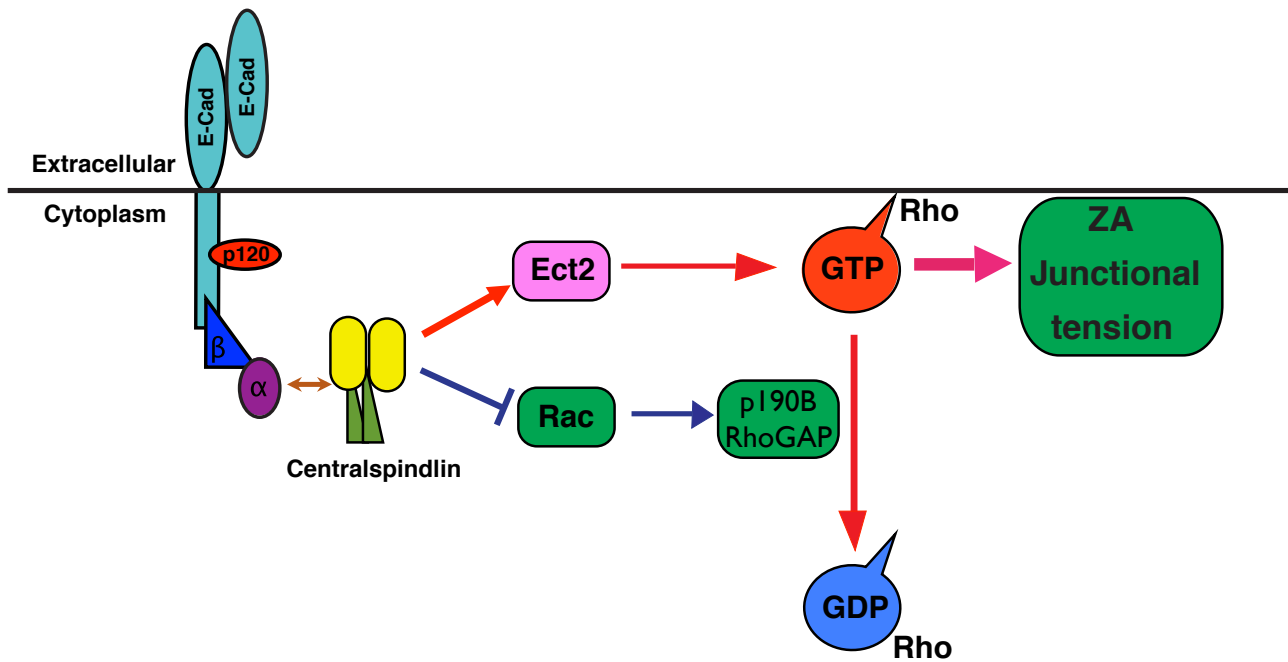 E-Cad
E-Cad
Extracellular
Cytoplasm
p120
β
α
Centralspindlin
Ect2
Rac
p190B
RhoGAP
Rho
GTP
ZA
Junctional
tension
GDP
Rho